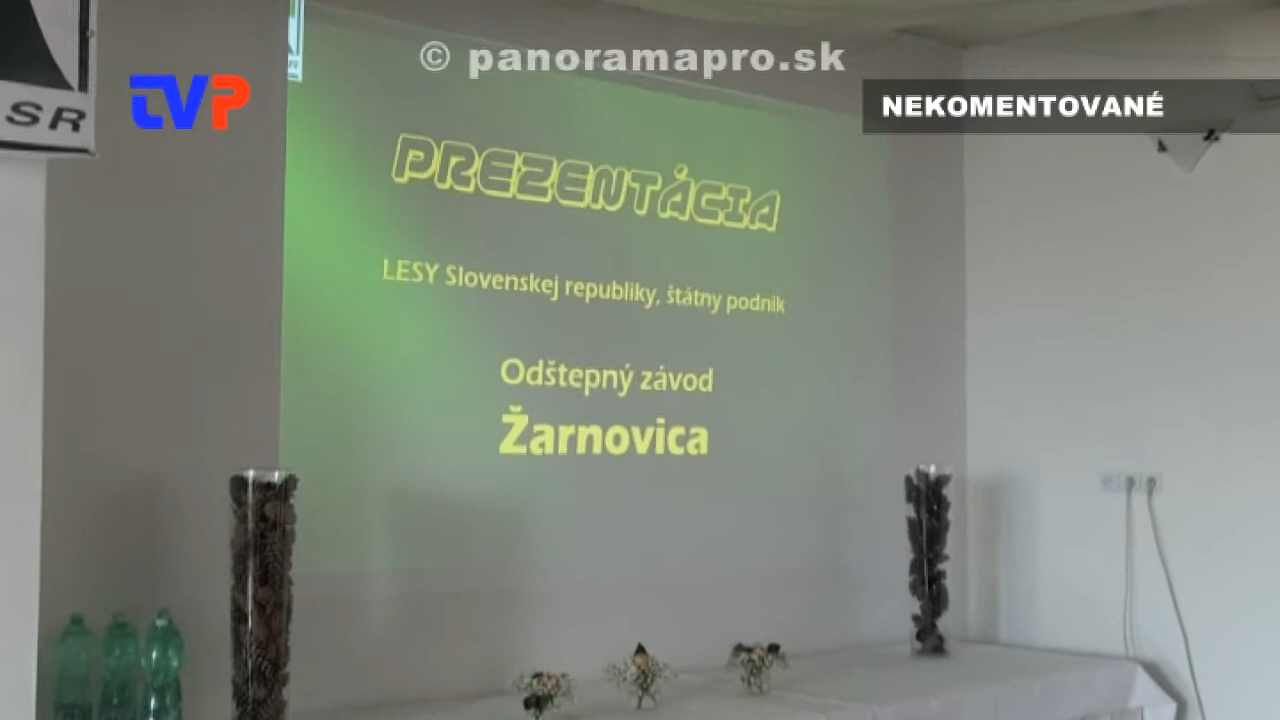 © panoramapro.sk
TVP
NEKOMENTOVANÉ
SR
PREZENTÁCIA
LESY Slovenskej republiky, štátny podnik
Odštepný závod
Žarnovica